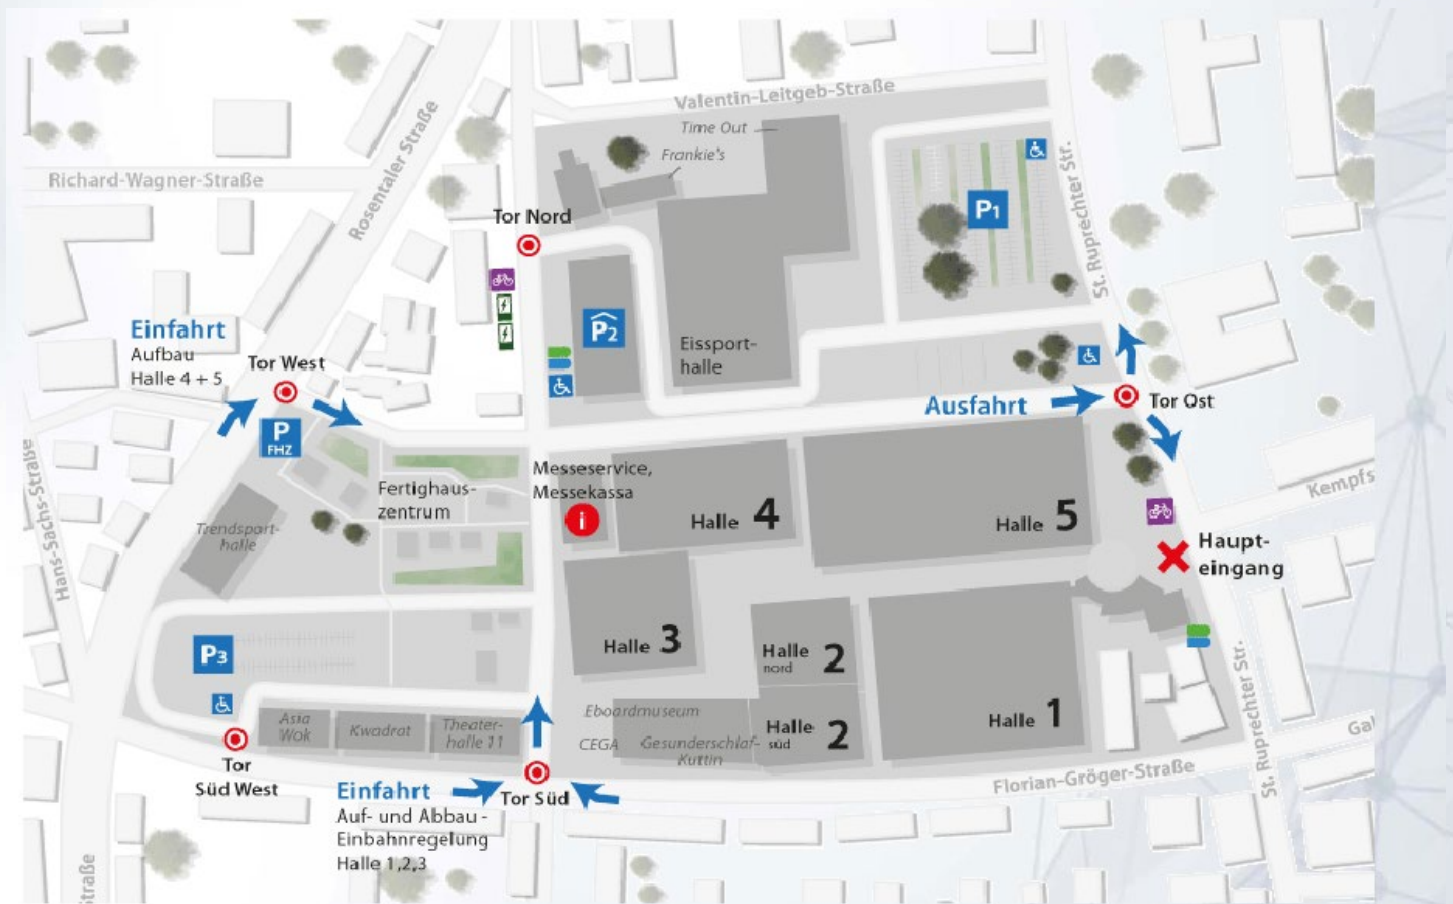 Valentin-Leitgeb-Straße
Time Out
Frankie's
Richard-Wagner-Straße
Rosentaler Straße
St. Ruprechter Str.
P1
Tor Nord
Einfahrt
Aufbau
Halle 4 + 5
Tor West
P2
Eissport-
halle
Ausfahrt
Tor Ost
P
FHZ
Messeservice,
Messekassa
i
Fertighaus-
zentrum
Halle 4
Halle 5
Kempfs
Hans-Sachs-Straße
Trendsport-
halle
Haupt-
eingang
Halle 3
Halle
nord 2
P3
Halle 1
Halle
süd 2
Asia
Wok
Kwadrat
Theater-
halle 11
Eboardmuseum
CEGA
Gesunderschlaf-
Kuttin
St. Ruprechter Str.
Gal
Tor
Süd West
Einfahrt
Auf- und Abbau -
Einbahnregelung
Halle 1,2,3
Tor Süd
Florian-Gröger-Straße
traße